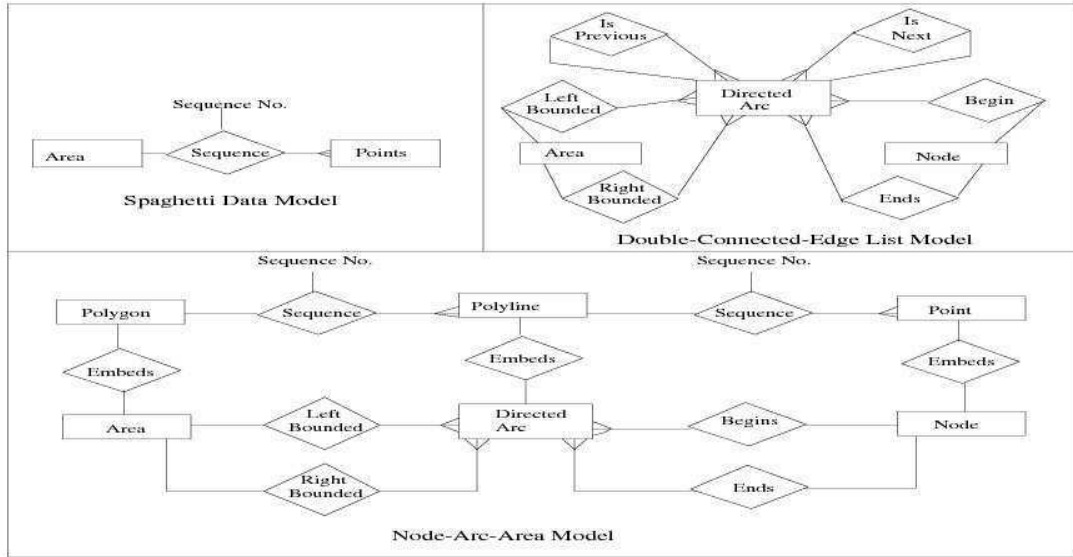 Sequence No.
Area
Sequence
Points
Spaghetti Data Model
Is
Previous
Is
Next
Left
Bounded
Directed
Arc
Begin
Area
Node
Right
Bounded
Ends
Double-Connected-Edge List Model
Sequence No.
Sequence No.
Polygon
Sequence
Polyline
Sequence
Point
Embeds
Embeds
Embeds
Area
Left
Bounded
Directed
Arc
Begins
Node
Right
Bounded
Ends
Node-Arc-Area Model